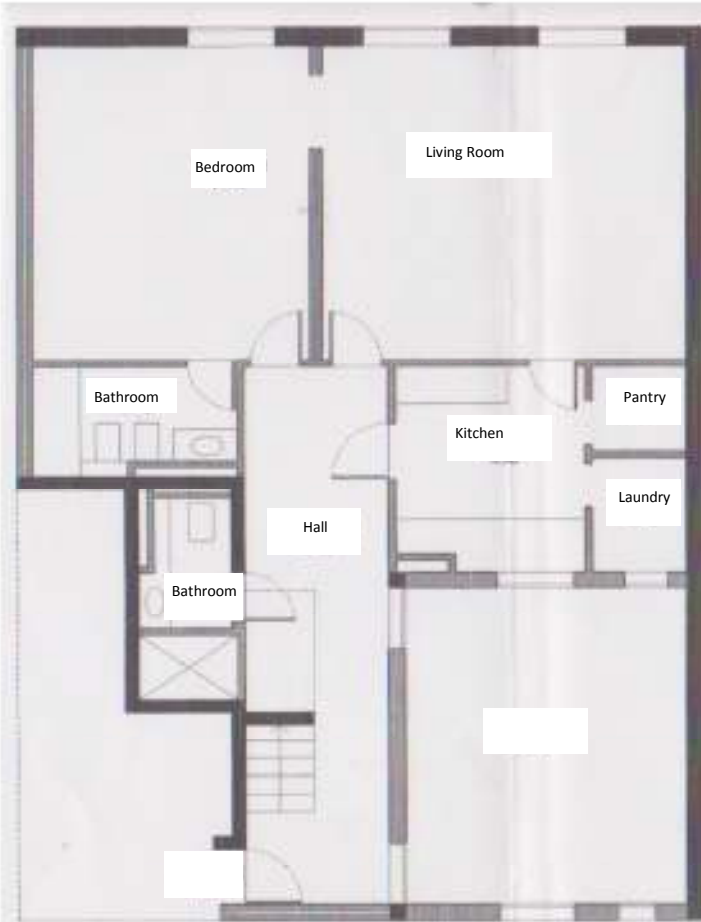 Living Room
Bedroom
Bathroom
Pantry
Kitchen
Laundry
Hall
Bathroom